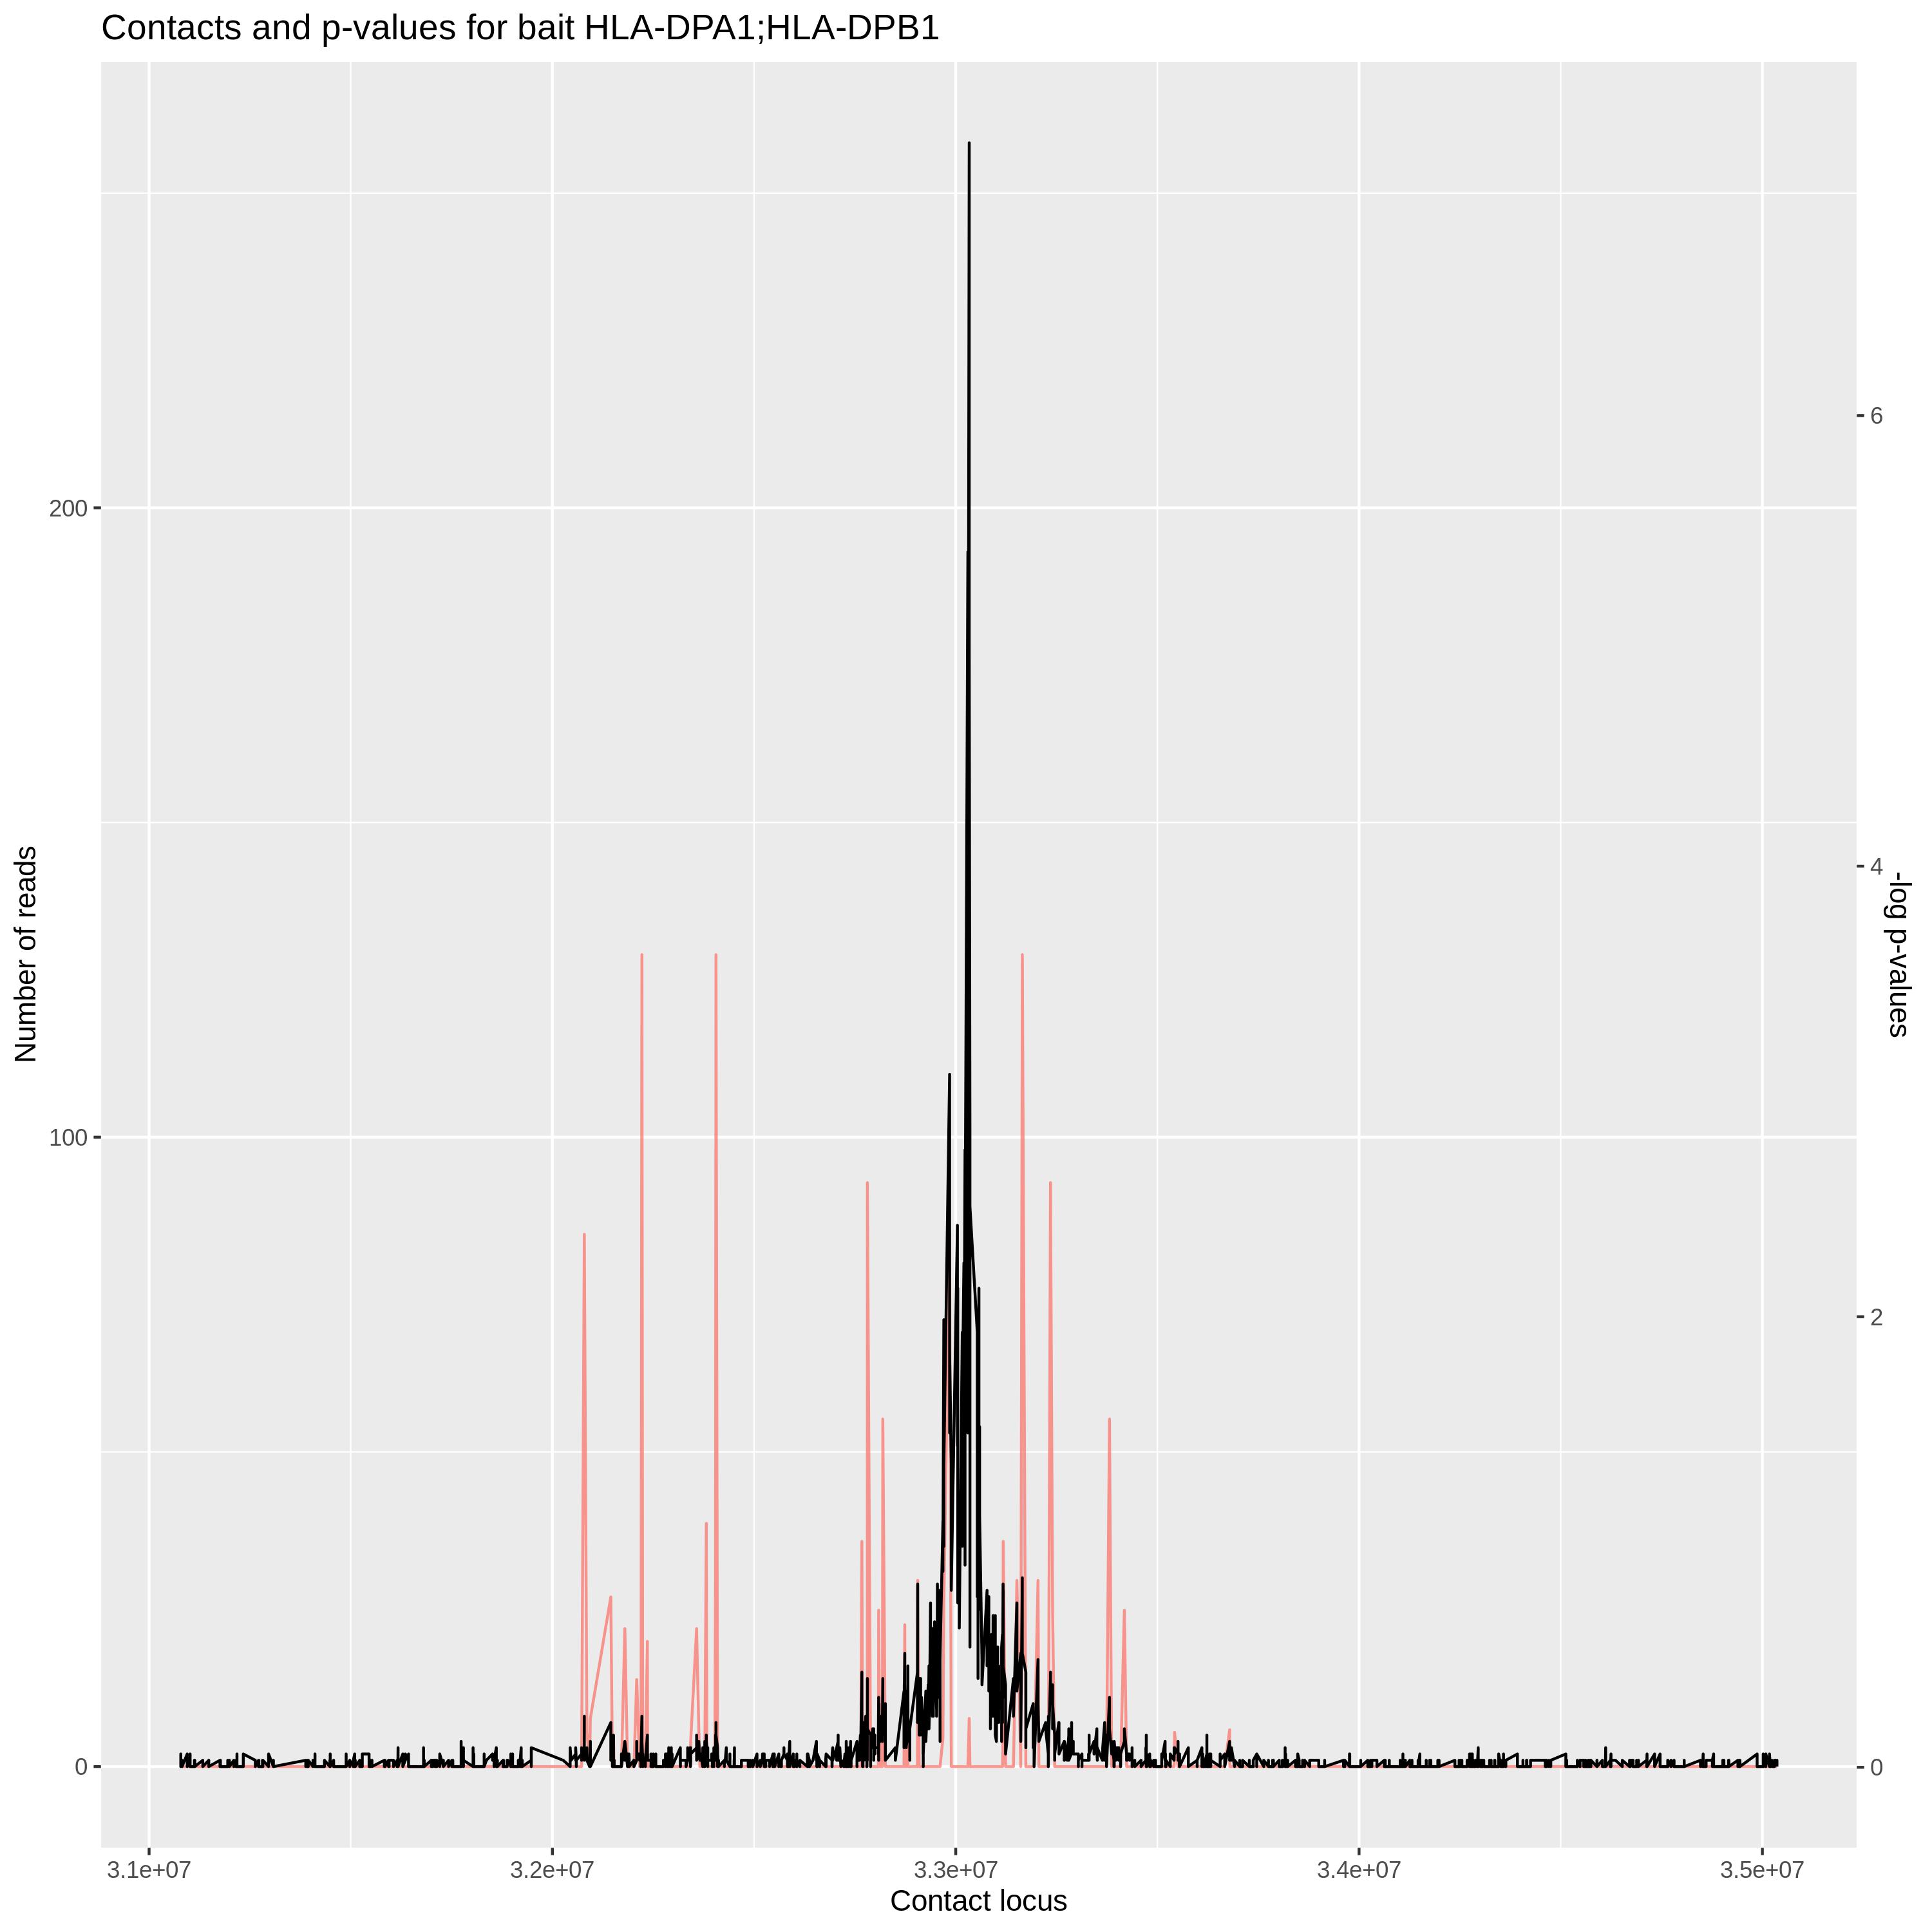 Contacts and p-values for bait HLA-DPA1;HLA-DPB1
Number of reads
200
100
0
6
4
2
0
-log p-values
3.1e+07 3.2e+07 3.3e+07 3.4e+07 3.5e+07
Contact locus